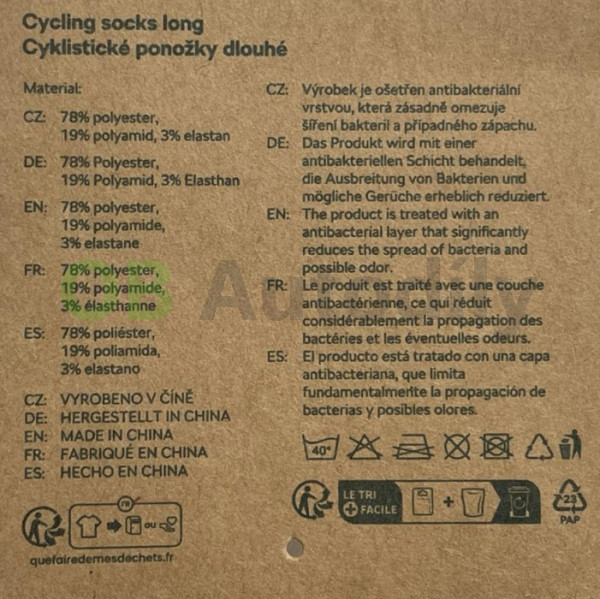 Cycling socks long
Cyklistické ponožky dlouhé
Material:
CZ: 78% polyester,
19% polyamid, 3% elastan
DE: 78% Polyester,
19% Polyamid, 3% Elasthan
EN: 78% polyester,
19% polyamide,
3% elastane
FR: 78% polyester,
19% polyamide,
3% élasthanne
ES: 78% poliéster,
19% poliamida,
3% elastano
CZ: VYROBENO V ČÍNĚ
DE: HERGESTELLT IN CHINA
EN: MADE IN CHINA
FR: FABRIQUÉ EN CHINA
ES: HECHO EN CHINA
CZ: Výrobek je ošetřen antibakteriální
vrstvou, která zásadně omezuje
šíření bakterií a případného zápachu.
DE: Das Produkt wird mit einer
antibakteriellen Schicht behandelt,
die Ausbreitung von Bakterien und
mögliche Gerüche erheblich reduziert.
EN: The product is treated with an
antibacterial layer that significantly
reduces the spread of bacteria and
possible odor.
FR: Le produit est traité avec une couche
antibactérienne, ce qui réduit
considérablement la propagation des
bactéries et les éventuelles odeurs.
ES: El producto está tratado con una capa
antibacteriana, que limita
fundamentalmente la propagación de
bacterias y posibles olores.
40°
FR
OU
quefairedemesdechets.fr
FR
LE TRI
+ FACILE
+
23
PAP